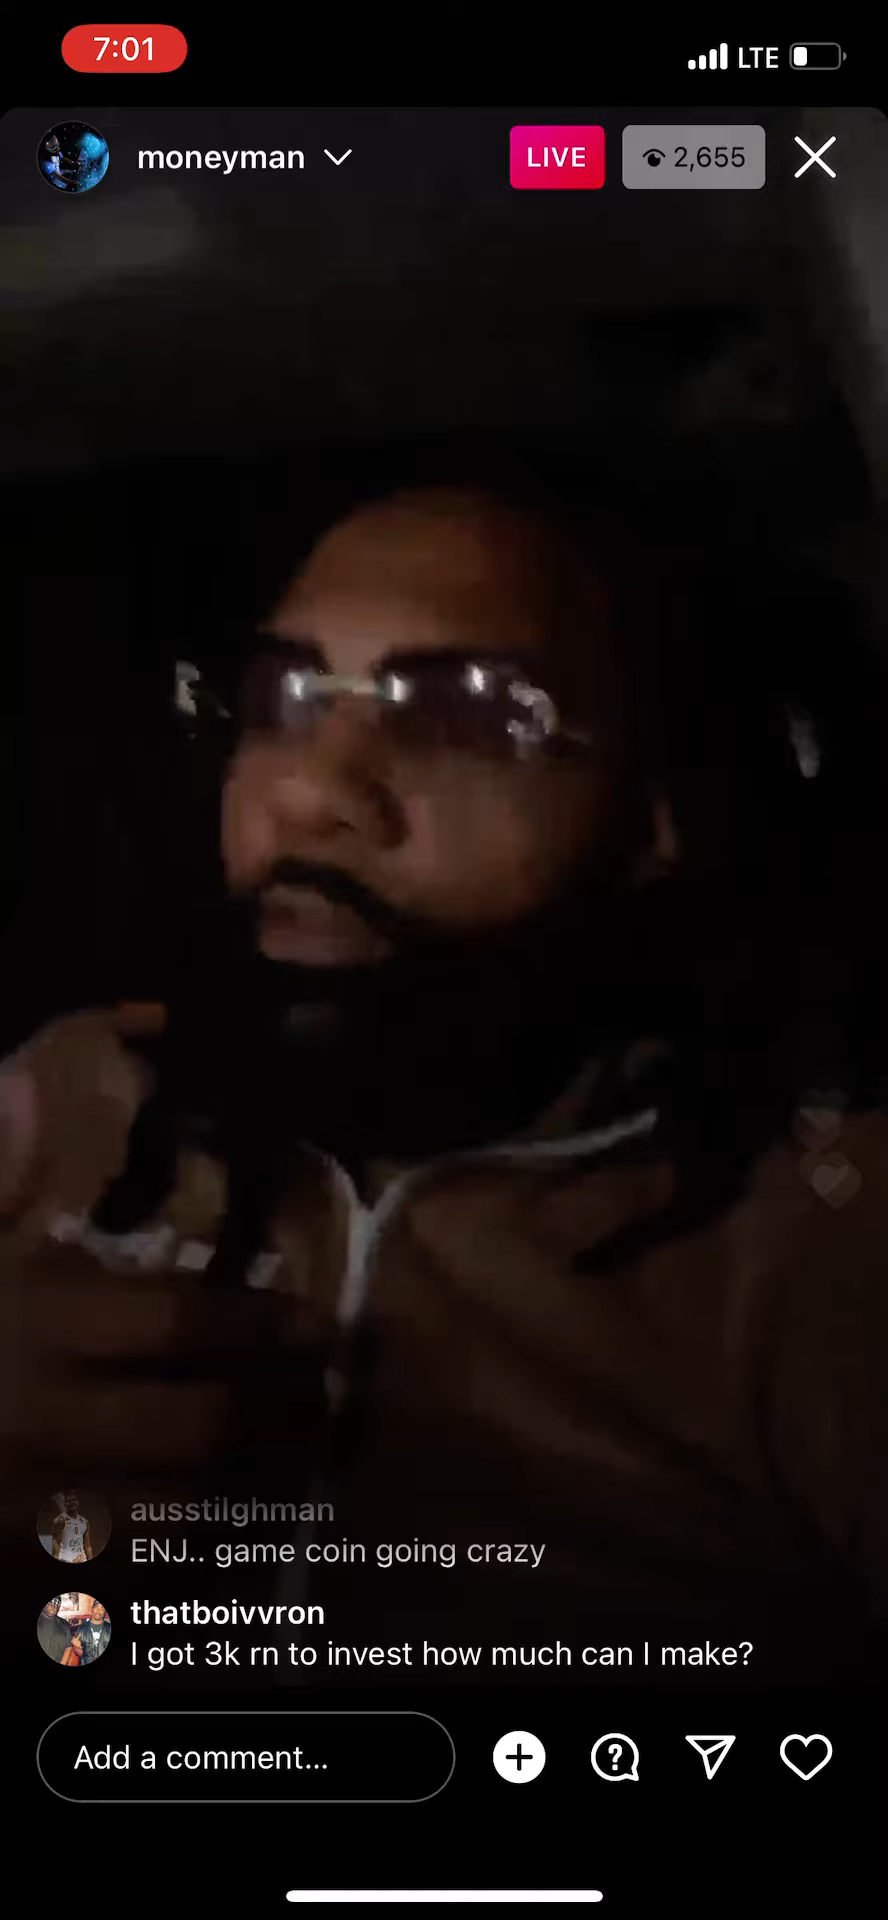 7:01
LTE
moneyman
LIVE
2,655
ausstilghman
ENJ.. game coin going crazy
thatboivvron
I got 3k rn to invest how much can I make?
Add a comment...